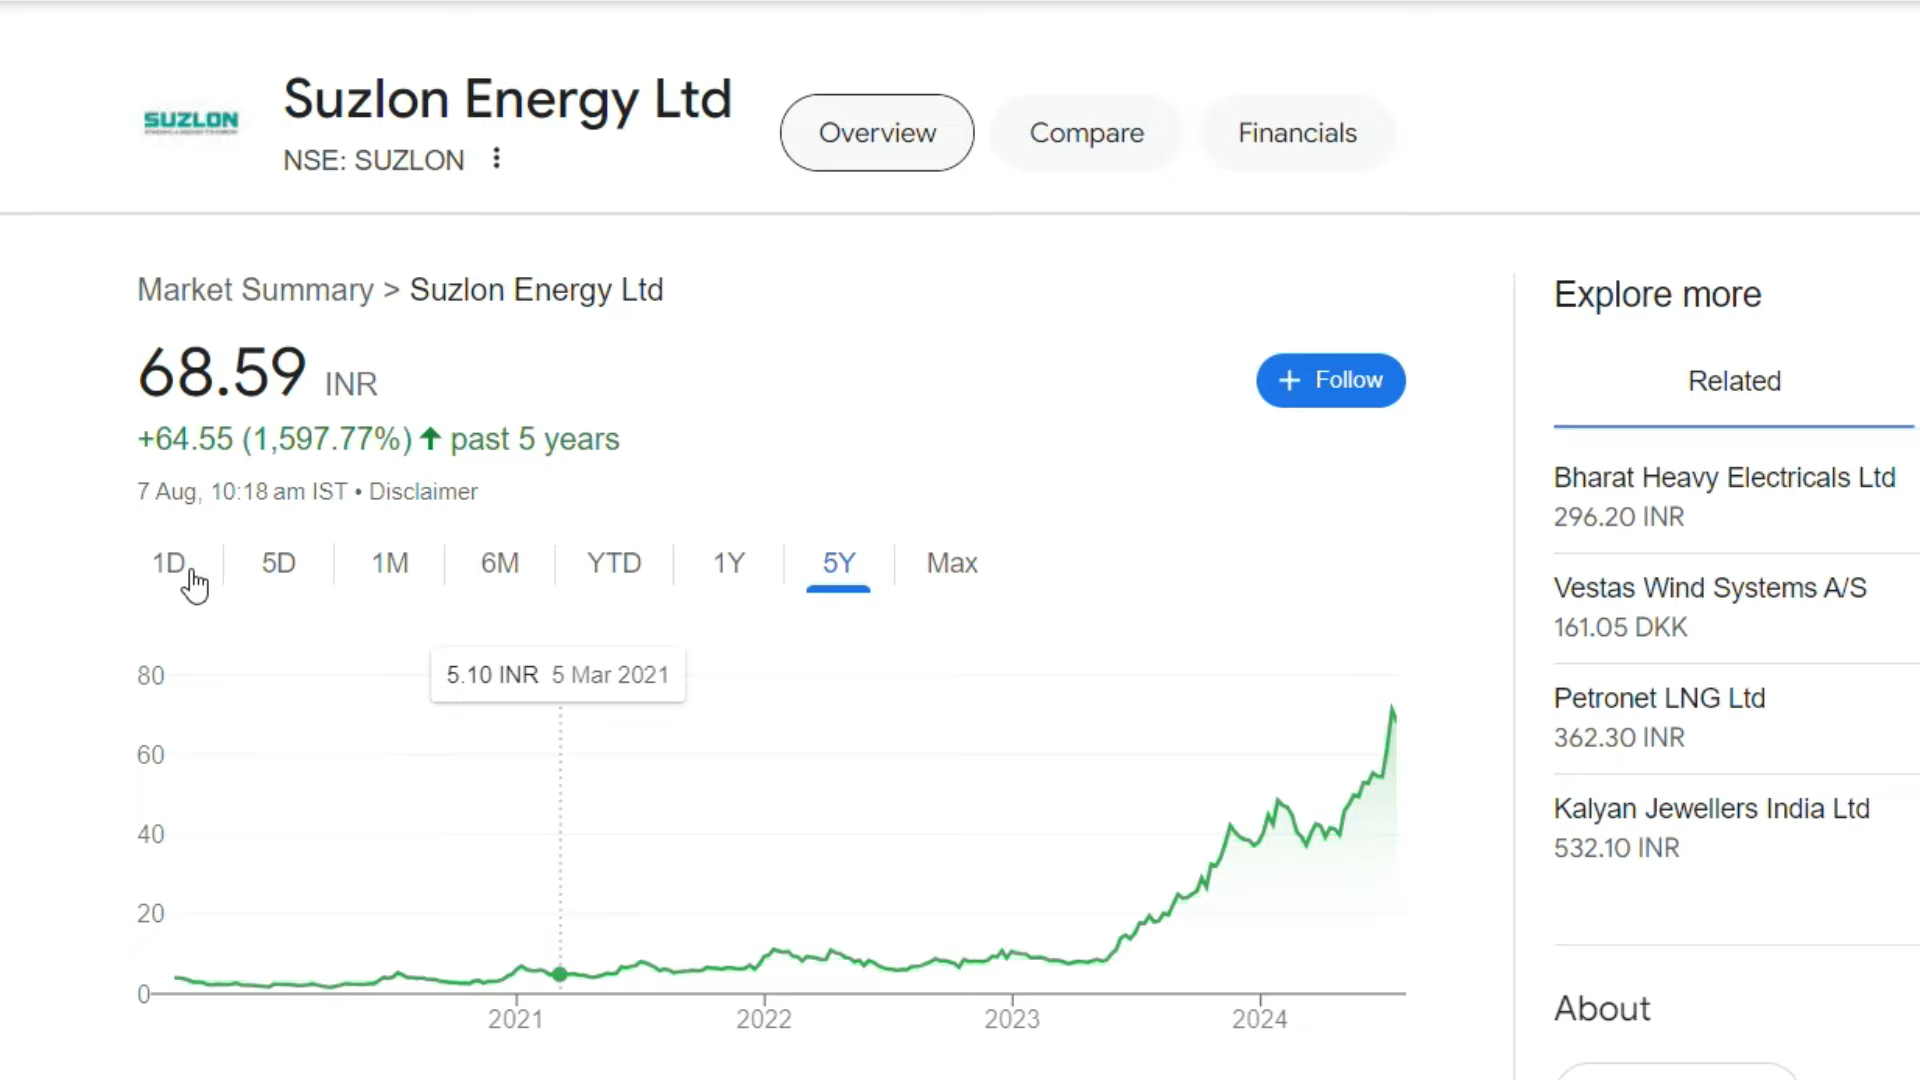 SUZLON
Suzlon Energy Ltd
NSE: SUZLON
Overview
Compare
Financials
Market Summary > Suzlon Energy Ltd
68.59 INR
+ Follow
+64.55 (1,597.77%) ↑ past 5 years
7 Aug, 10:18 am IST • Disclaimer
1D
5D
1M
6M
YTD
1Y
5Y
Max
5.10 INR 5 Mar 2021
80
60
40
20
0
2021
2022
2023
2024
Explore more
Related
Bharat Heavy Electricals Ltd
296.20 INR
Vestas Wind Systems A/S
161.05 DKK
Petronet LNG Ltd
362.30 INR
Kalyan Jewellers India Ltd
532.10 INR
About